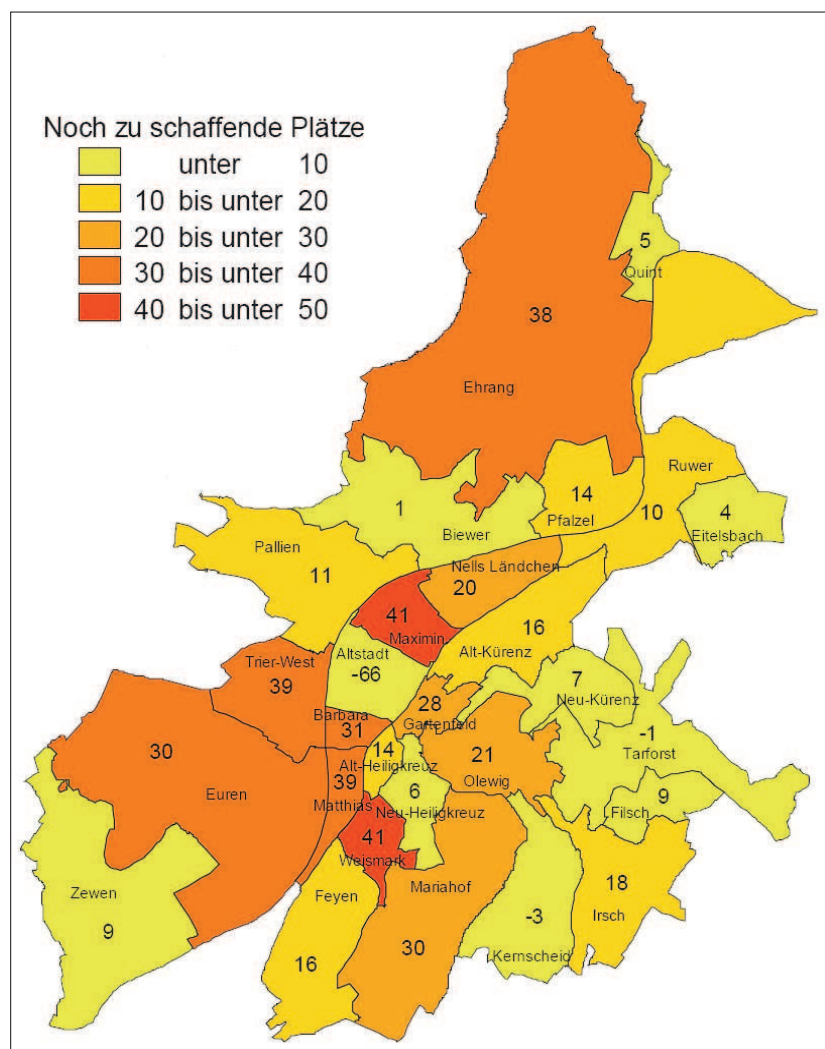 Noch zu schaffende Plätze
unter 10
10 bis unter 20
20 bis unter 30
30 bis unter 40
40 bis unter 50
5
Quint
38
Ehrang
Ruwer
10
14
Pfalzel
4
Eitelsbach
1
Biewer
Pallien
11
Nells Ländchen
20
41
Maximin
16
Alt-Kürenz
Altstadt
-66
Trier-West
39
7
Neu-Kürenz
28
Gartenfeld
-1
Tarforst
Barbara
31
14
Alt-Heiligkreuz
21
Olewig
30
Euren
39
Matthias
6
Neu-Heiligkreuz
9
Filsch
41
Weismark
Zewen
9
Feyen
16
Mariahof
30
-3
Kernscheid
18
Irsch